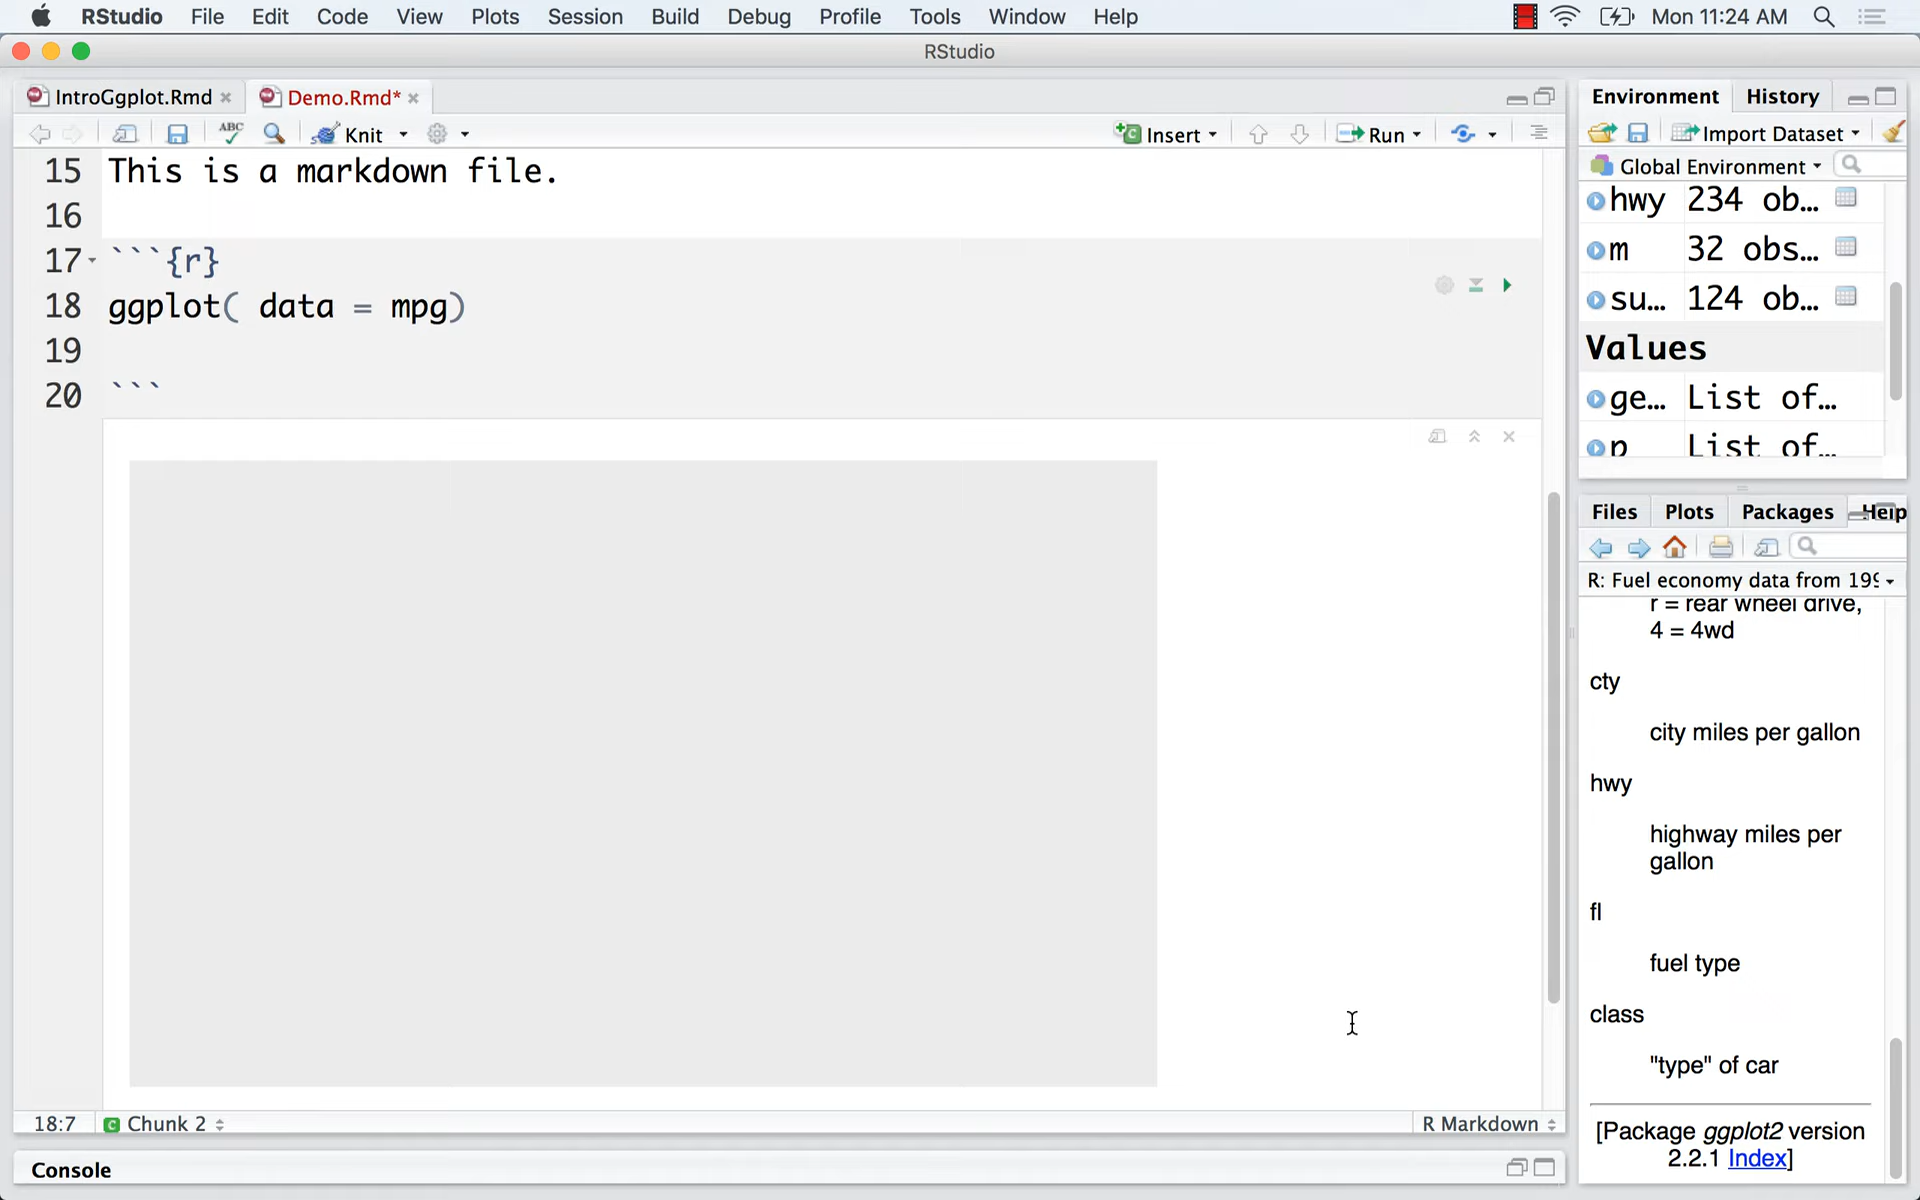 RStudio File Edit Code View Plots Session Build Debug Profile Tools Window Help Mon 11:24 AM
RStudio
IntroGgplot.Rmd Demo.Rmd*
ABC Knit Insert Run
15 This is a markdown file.
16
17 ```{r}
18 ggplot( data = mpg)
19
20 ```
18:7 Chunk 2 R Markdown
Console
Environment History
Import Dataset
Global Environment
hwy 234 ob...
m 32 obs...
su... 124 ob...
Values
ge... List of...
p List of...
Files Plots Packages Help
R: Fuel economy data from 199
r = rear wheel drive,
4 = 4wd
cty
city miles per gallon
hwy
highway miles per
gallon
fl
fuel type
class
"type" of car
[Package ggplot2 version
2.2.1 Index]